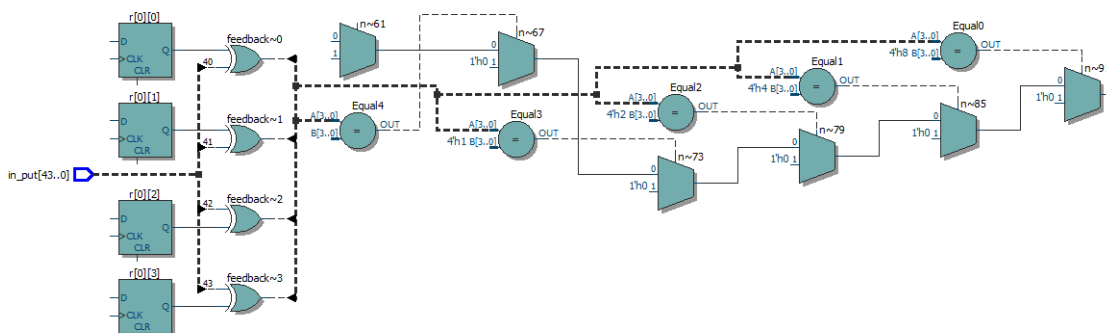 r[0][0]
D
CLK
CLR
Q
feedback~0
40
r[0][1]
D
CLK
CLR
Q
feedback~1
41
in_put[43..0]
r[0][2]
D
CLK
CLR
Q
feedback~2
42
r[0][3]
D
CLK
CLR
Q
feedback~3
43
n~61
0
1
Equal4
A[3..0]
B[3..0]
=
OUT
n~67
0
1'h0 1
Equal3
A[3..0]
4'h1 B[3..0]
=
OUT
n~73
0
1'h0 1
Equal2
A[3..0]
4'h2 B[3..0]
=
OUT
n~79
0
1'h0 1
Equal1
A[3..0]
4'h4 B[3..0]
=
OUT
n~85
0
1'h0 1
Equal0
A[3..0]
4'h8 B[3..0]
=
OUT
n~9
0
1'h0 1